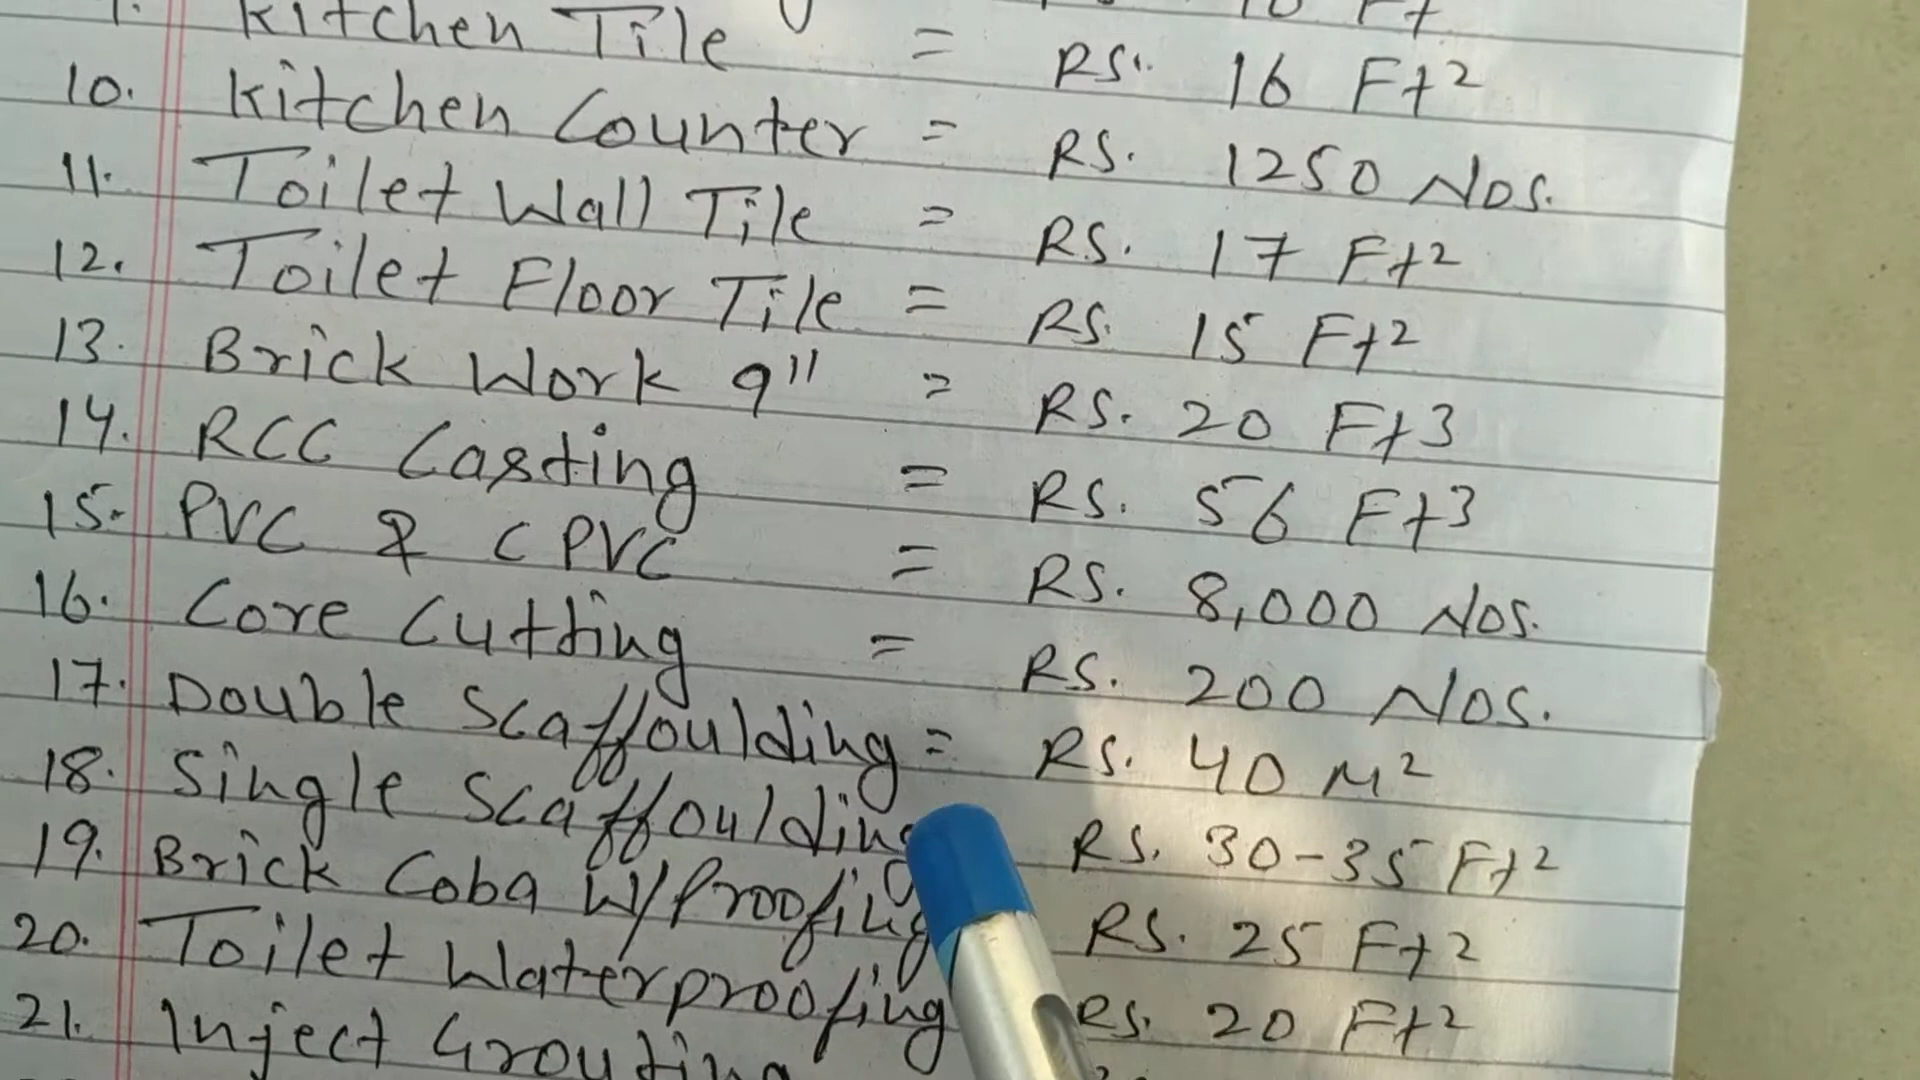 Kitchen Tile = RS. 16 Ft²
10. Kitchen Counter = RS. 1250 Nos.
11. Toilet Wall Tile = RS. 17 Ft²
12. Toilet Floor Tile = RS. 15 Ft²
13. Brick Work 9" = RS. 20 Ft3
14. RCC Casting = RS. 56 Ft3
15. PVC & CPVC = RS. 8,000 Nos.
16. Core Cutting = RS. 200 Nos.
17. Double Scaffoulding = RS. 40 M²
18. Single Scaffoulding RS. 30-35 Ft²
19. Brick Coba W/Proofing RS. 25 Ft²
20. Toilet Waterproofing RS. 20 Ft²
21. Inject Grouting